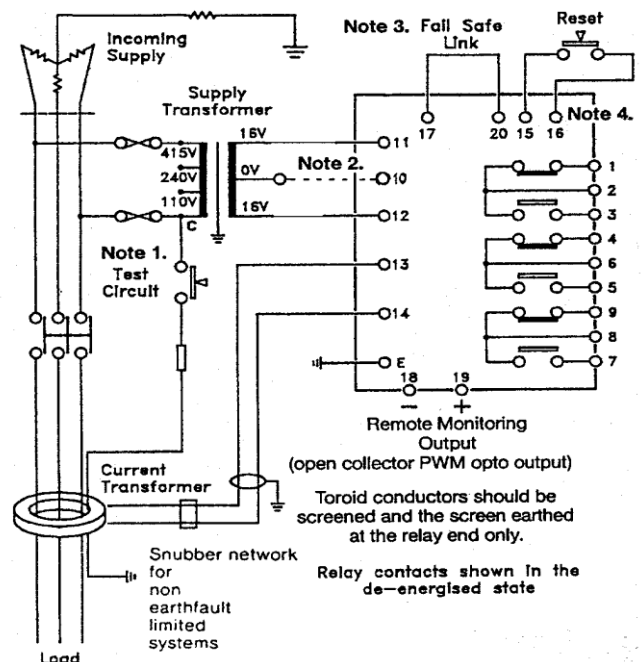 Incoming
Supply
Note 3. Fail Safe
Link
Reset
Supply
Transformer
17
20
15
16
Note 4.
415V
240V
110V
C
16V
0V
16V
Note 2.
11
10
12
13
14
E
1
2
3
4
6
5
9
8
7
Note 1.
Test
Circuit
18
19
−
+
Remote Monitoring
Output
(open collector PWM opto output)
Current
Transformer
Toroid conductors should be
screened and the screen earthed
at the relay end only.
Snubber network
for
non
earthfault
limited
systems
Relay contacts shown in the
de-energised state
Load